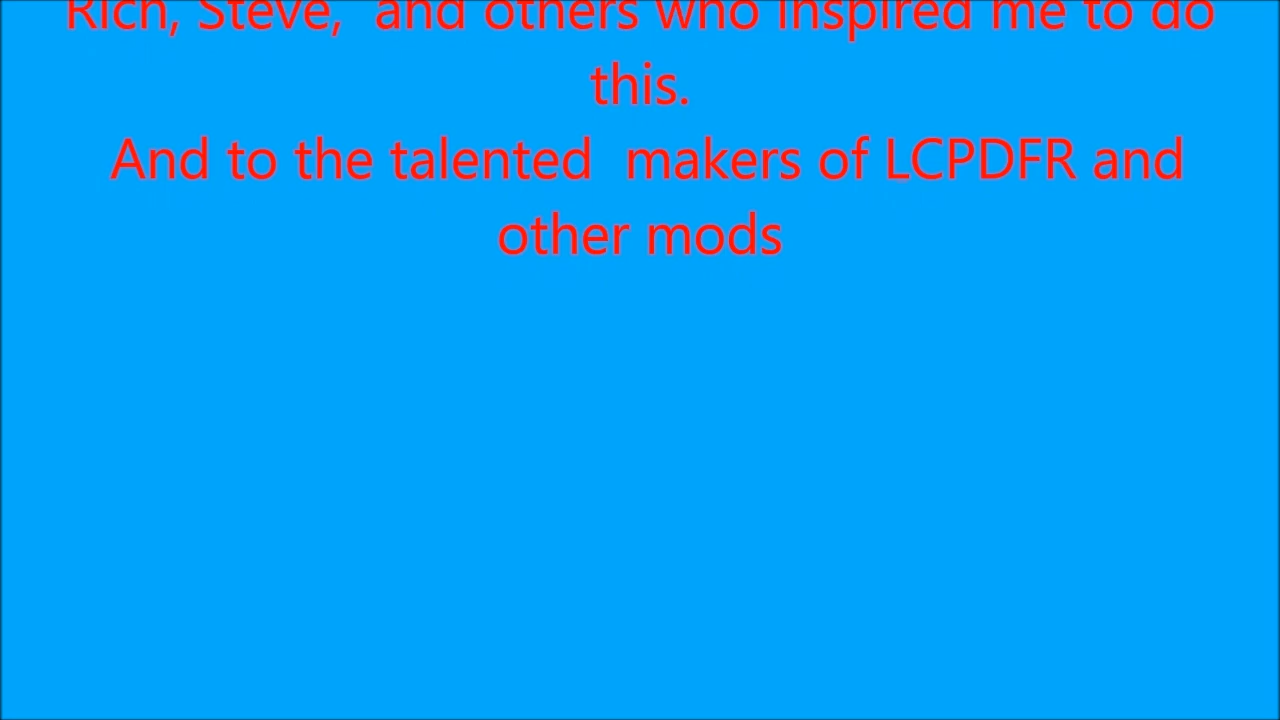 Rich, Steve,  and others who inspired me to do
this.
And to the talented  makers of LCPDFR and
other mods